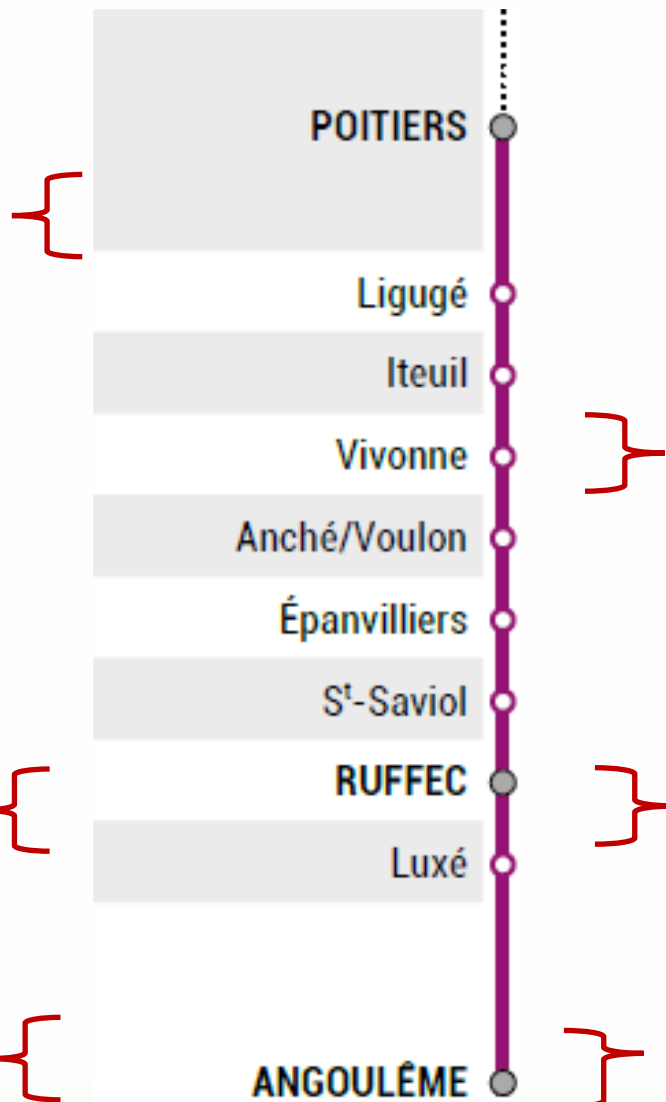 POITIERS
Ligugé
Iteuil
Vivonne
Anché/Voulon
Épanvilliers
Sᵗ-Saviol
RUFFEC
Luxé
ANGOULÊME